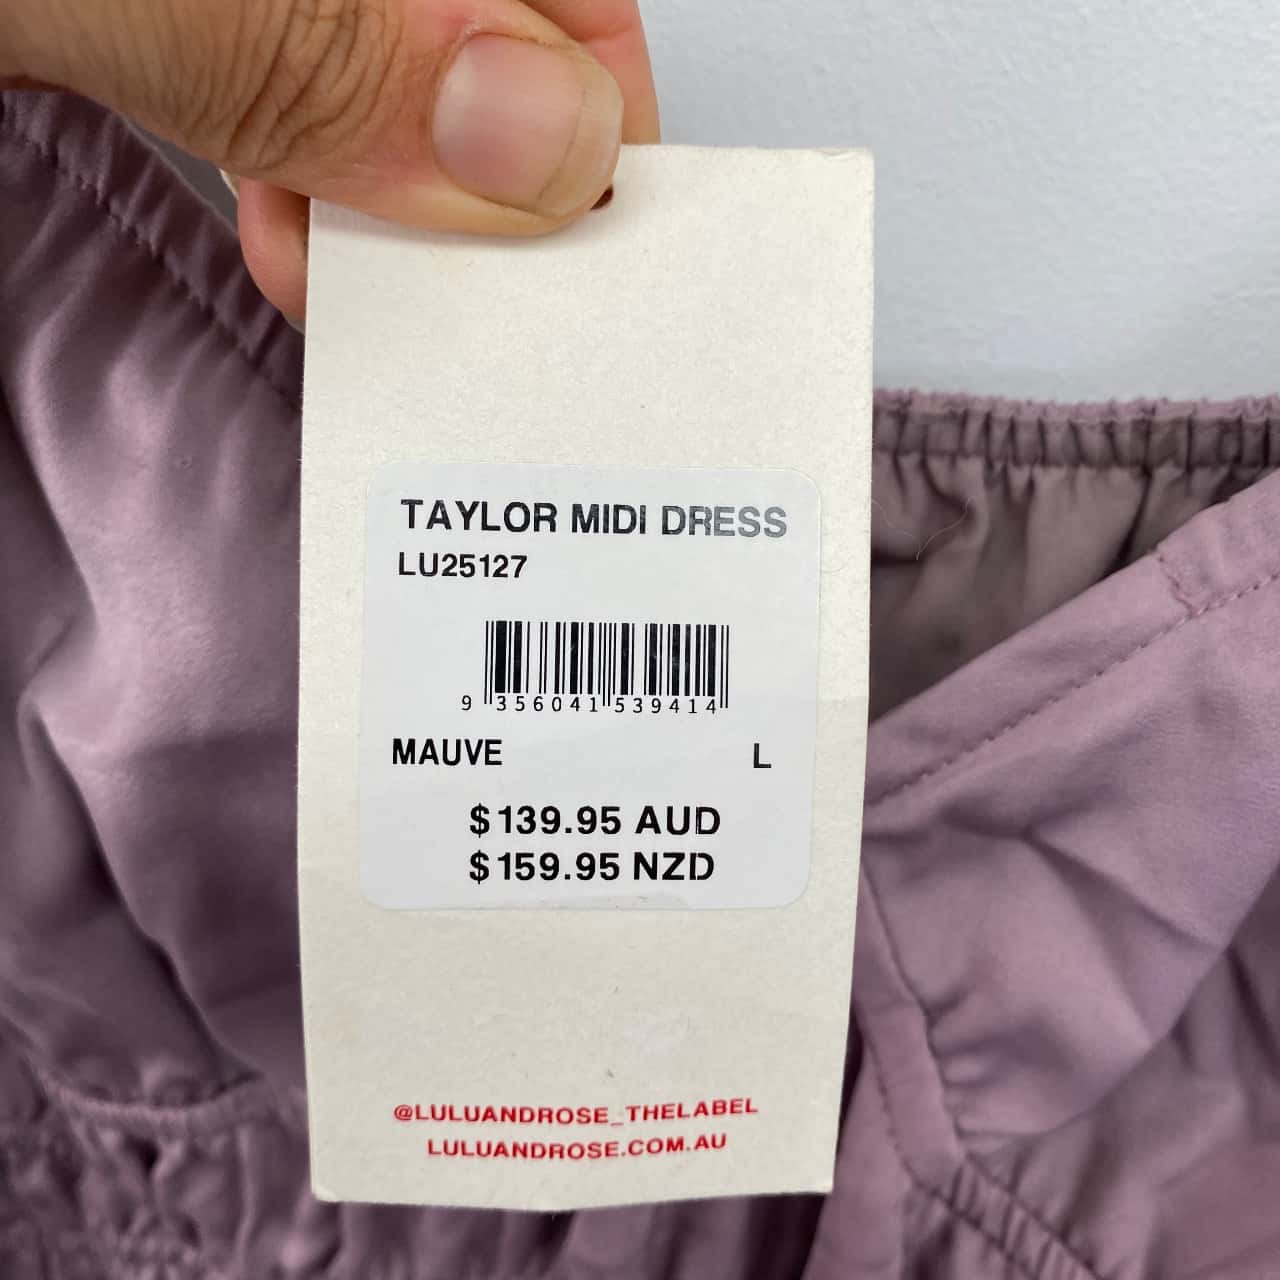 TAYLOR MIDI DRESS
LU25127
9 356041 539414
MAUVE L
$139.95 AUD
$159.95 NZD
@LULUANDROSE_THELABEL
LULUANDROSE.COM.AU